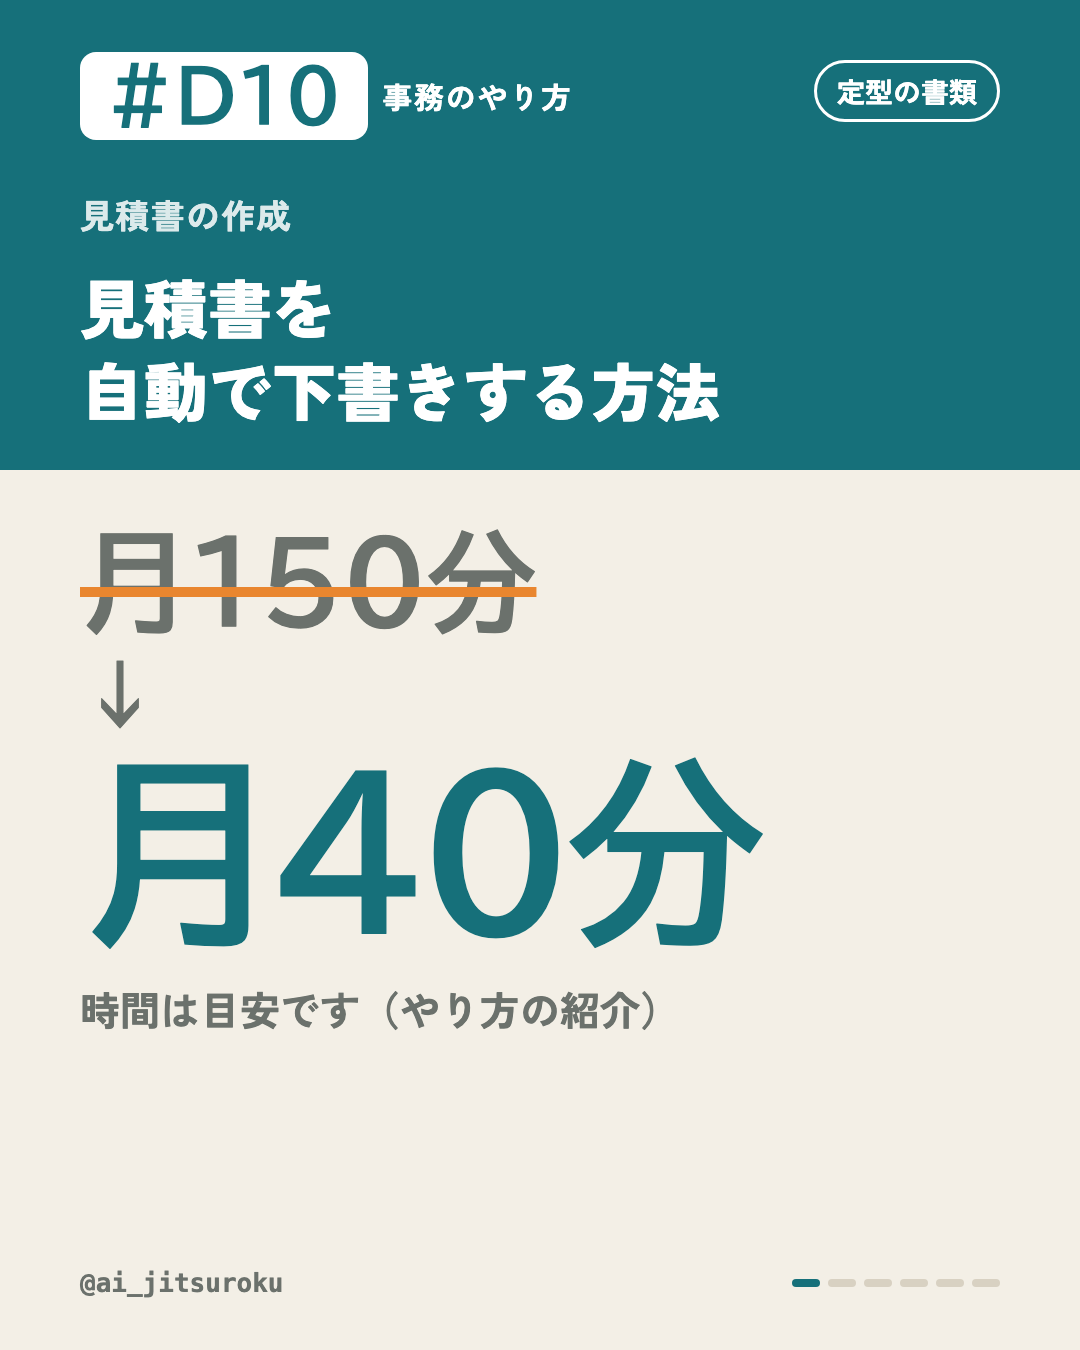 #D10 事務のやり方
定型の書類
見積書の作成
見積書を
自動で下書きする方法
月150分
↓
月40分
時間は目安です（やり方の紹介）
@ai_jitsuroku